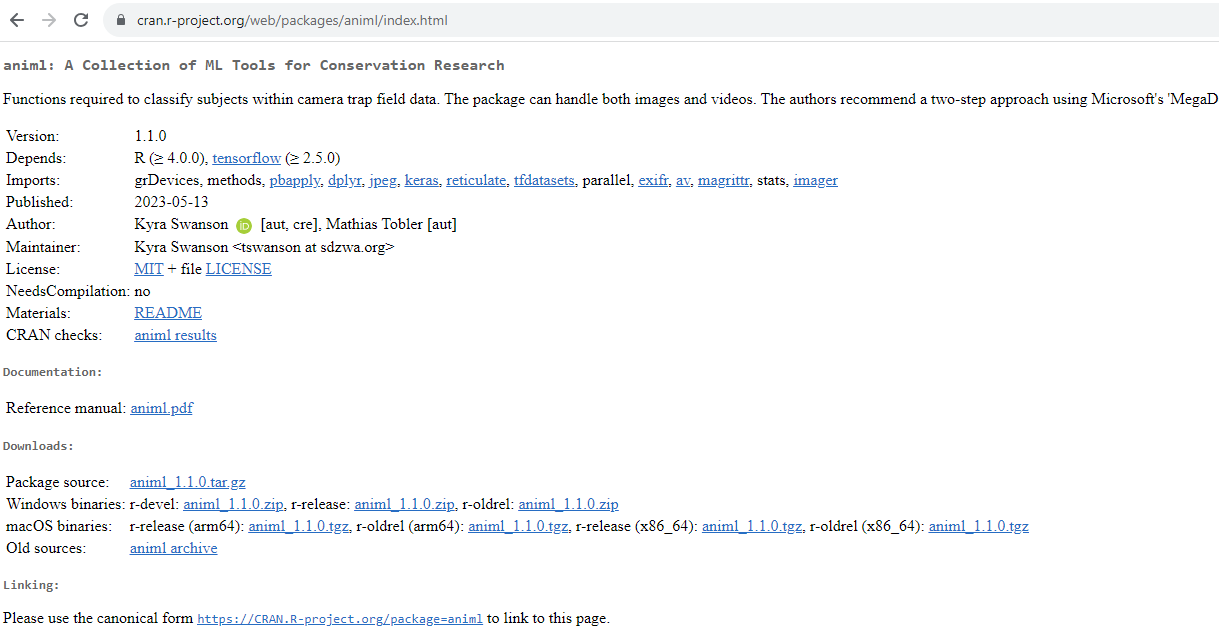 cran.r-project.org/web/packages/animl/index.html
animl: A Collection of ML Tools for Conservation Research
Functions required to classify subjects within camera trap field data. The package can handle both images and videos. The authors recommend a two-step approach using Microsoft's 'MegaD
Version: 1.1.0
Depends: R (≥ 4.0.0), tensorflow (≥ 2.5.0)
Imports: grDevices, methods, pbapply, dplyr, jpeg, keras, reticulate, tfdatasets, parallel, exifr, av, magrittr, stats, imager
Published: 2023-05-13
Author: Kyra Swanson iD [aut, cre], Mathias Tobler [aut]
Maintainer: Kyra Swanson <tswanson at sdzwa.org>
License: MIT + file LICENSE
NeedsCompilation: no
Materials: README
CRAN checks: animl results
Documentation:
Reference manual: animl.pdf
Downloads:
Package source: animl_1.1.0.tar.gz
Windows binaries: r-devel: animl_1.1.0.zip, r-release: animl_1.1.0.zip, r-oldrel: animl_1.1.0.zip
macOS binaries: r-release (arm64): animl_1.1.0.tgz, r-oldrel (arm64): animl_1.1.0.tgz, r-release (x86_64): animl_1.1.0.tgz, r-oldrel (x86_64): animl_1.1.0.tgz
Old sources: animl archive
Linking:
Please use the canonical form https://CRAN.R-project.org/package=animl to link to this page.